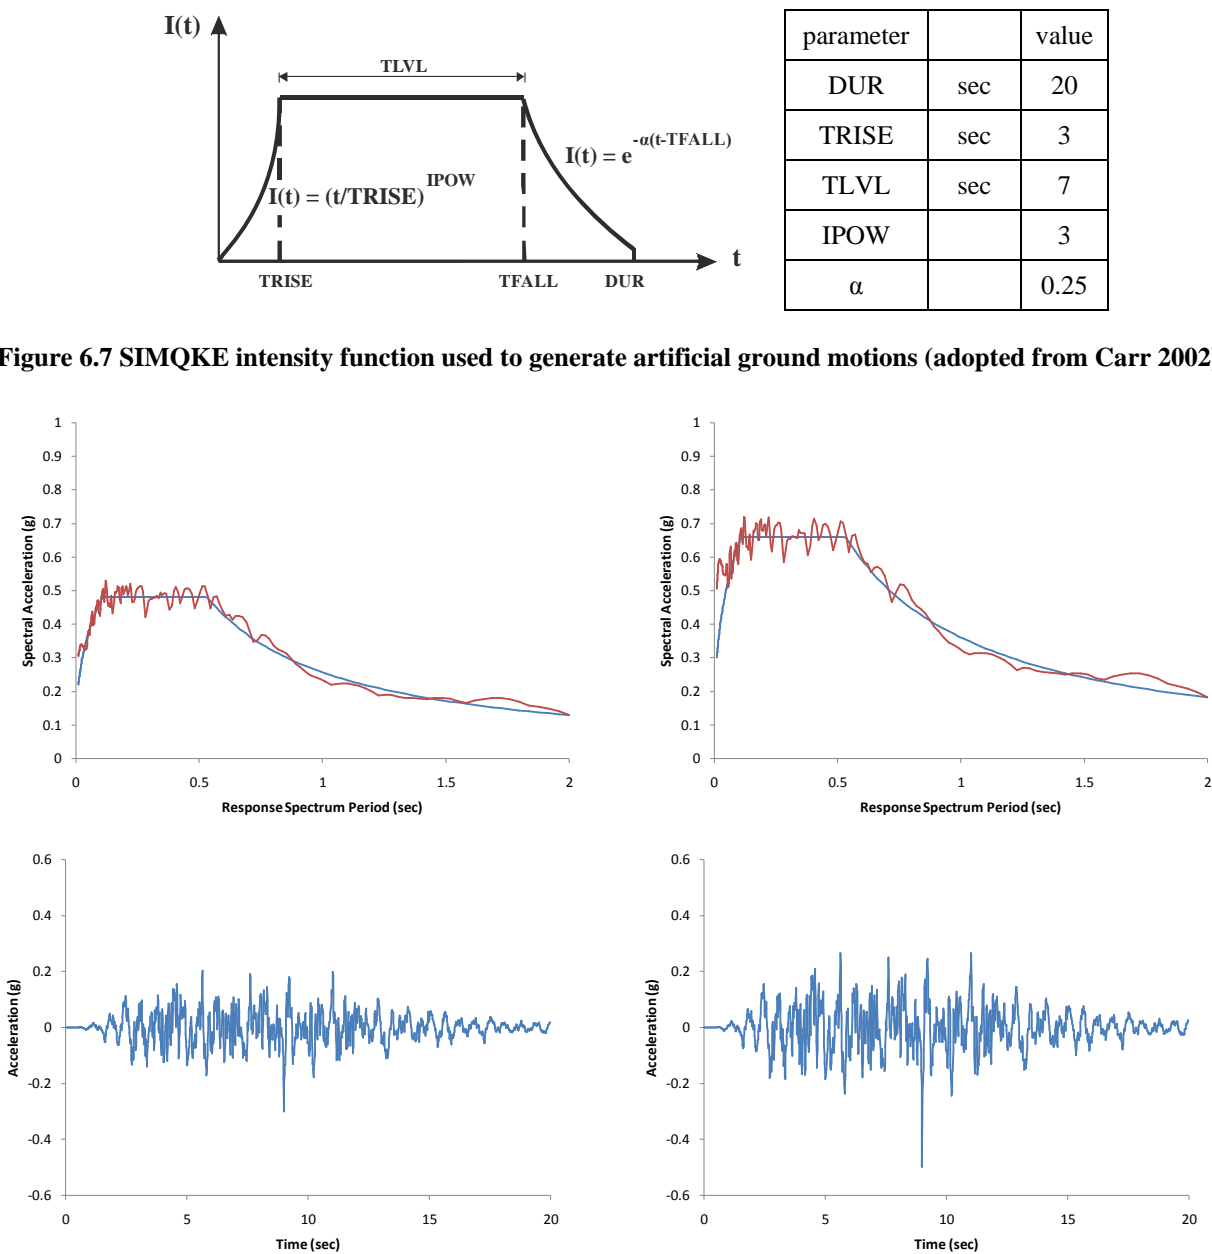 I(t)
TLVL
I(t) = e-α(t-TFALL)
I(t) = (t/TRISE)IPOW
t
TRISE TFALL DUR
parameter value
DUR sec 20
TRISE sec 3
TLVL sec 7
IPOW 3
α 0.25
Figure 6.7 SIMQKE intensity function used to generate artificial ground motions (adopted from Carr 2002
1
0.9
0.8
0.7
0.6
0.5
0.4
0.3
0.2
0.1
0
Spectral Acceleration (g)
0 0.5 1 1.5 2
Response Spectrum Period (sec)
1
0.9
0.8
0.7
0.6
0.5
0.4
0.3
0.2
0.1
0
Spectral Acceleration (g)
0 0.5 1 1.5 2
Response Spectrum Period (sec)
0.6
0.4
0.2
0
-0.2
-0.4
-0.6
Acceleration (g)
0 5 10 15 20
Time (sec)
0.6
0.4
0.2
0
-0.2
-0.4
-0.6
Acceleration (g)
0 5 10 15 20
Time (sec)